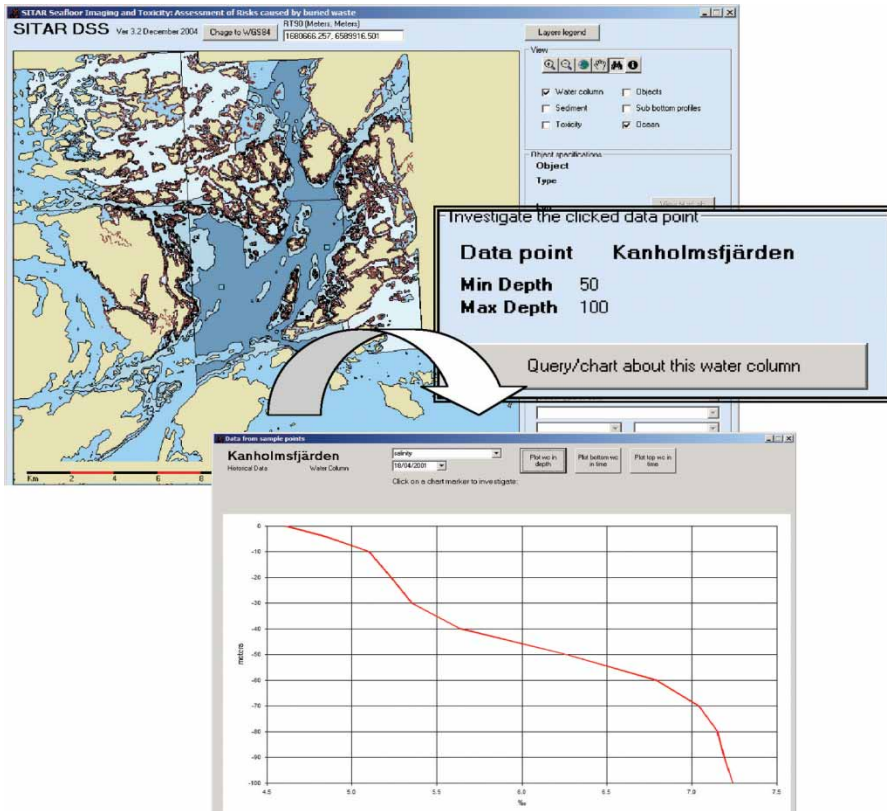 SITAR Seafloor Imaging and Toxicity: Assessment of Risks caused by buried waste
SITAR DSS Ver 3.2 December 2004
Chage to WGS84
RT90 (Meters, Meters)
1680666.257, 6589916.501
Layers legend
View
Water column
Objects
Sediment
Sub bottom profiles
Toxicity
Ocean
Object specifications
Object
Type
Investigate the clicked data point
Data point Kanholmsfjärden
Min Depth 50
Max Depth 100
Query/chart about this water column
Km 2 4 6 8
Data from sample points
Kanholmsfjärden
Historical Data Water Column
salinity
18/04/2001
Plot wc in
depth
Plot bottom wc
in time
Plot top wc in
time
Click on a chart marker to investigate:
meters
0
-10
-20
-30
-40
-50
-60
-70
-80
-90
-100
4.5 5.0 5.5 6.0 6.5 7.0 7.5
‰